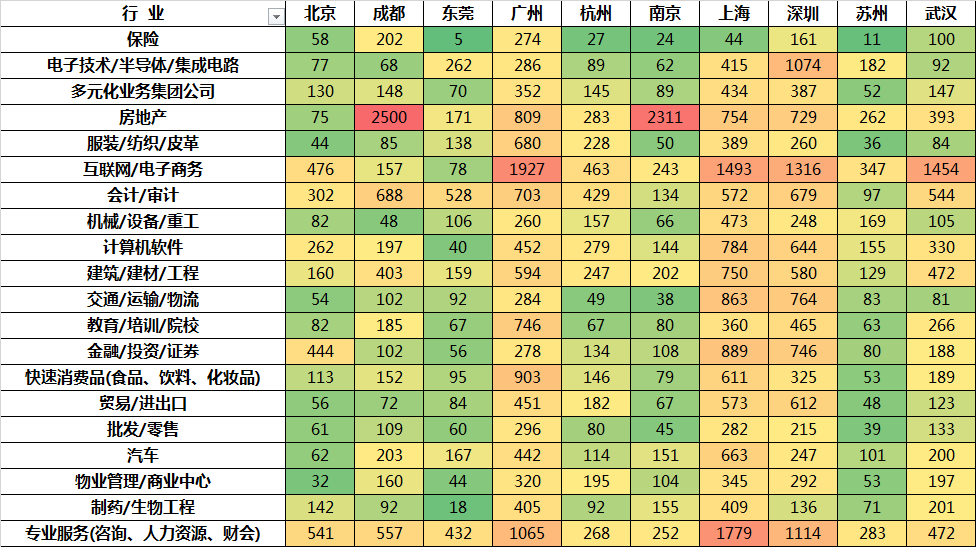 行 业 北京 成都 东莞 广州 杭州 南京 上海 深圳 苏州 武汉
保险 58 202 5 274 27 24 44 161 11 100
电子技术/半导体/集成电路 77 68 262 286 89 62 415 1074 182 92
多元化业务集团公司 130 148 70 352 145 89 434 387 52 147
房地产 75 2500 171 809 283 2311 754 729 262 393
服装/纺织/皮革 44 85 138 680 228 50 389 260 36 84
互联网/电子商务 476 157 78 1927 463 243 1493 1316 347 1454
会计/审计 302 688 528 703 429 134 572 679 97 544
机械/设备/重工 82 48 106 260 157 66 473 248 169 105
计算机软件 262 197 40 452 279 144 784 644 155 330
建筑/建材/工程 160 403 159 594 247 202 750 580 129 472
交通/运输/物流 54 102 92 284 49 38 863 764 83 81
教育/培训/院校 82 185 67 746 67 80 360 465 63 266
金融/投资/证券 444 102 56 278 134 108 889 746 80 188
快速消费品(食品、饮料、化妆品) 113 152 95 903 146 79 611 325 53 189
贸易/进出口 56 72 84 451 182 67 573 612 48 123
批发/零售 61 109 60 296 80 45 282 215 39 133
汽车 62 203 167 442 114 151 663 247 101 200
物业管理/商业中心 32 160 44 320 195 104 345 292 53 197
制药/生物工程 142 92 18 405 92 155 409 136 71 201
专业服务(咨询、人力资源、财会) 541 557 432 1065 268 252 1779 1114 283 472